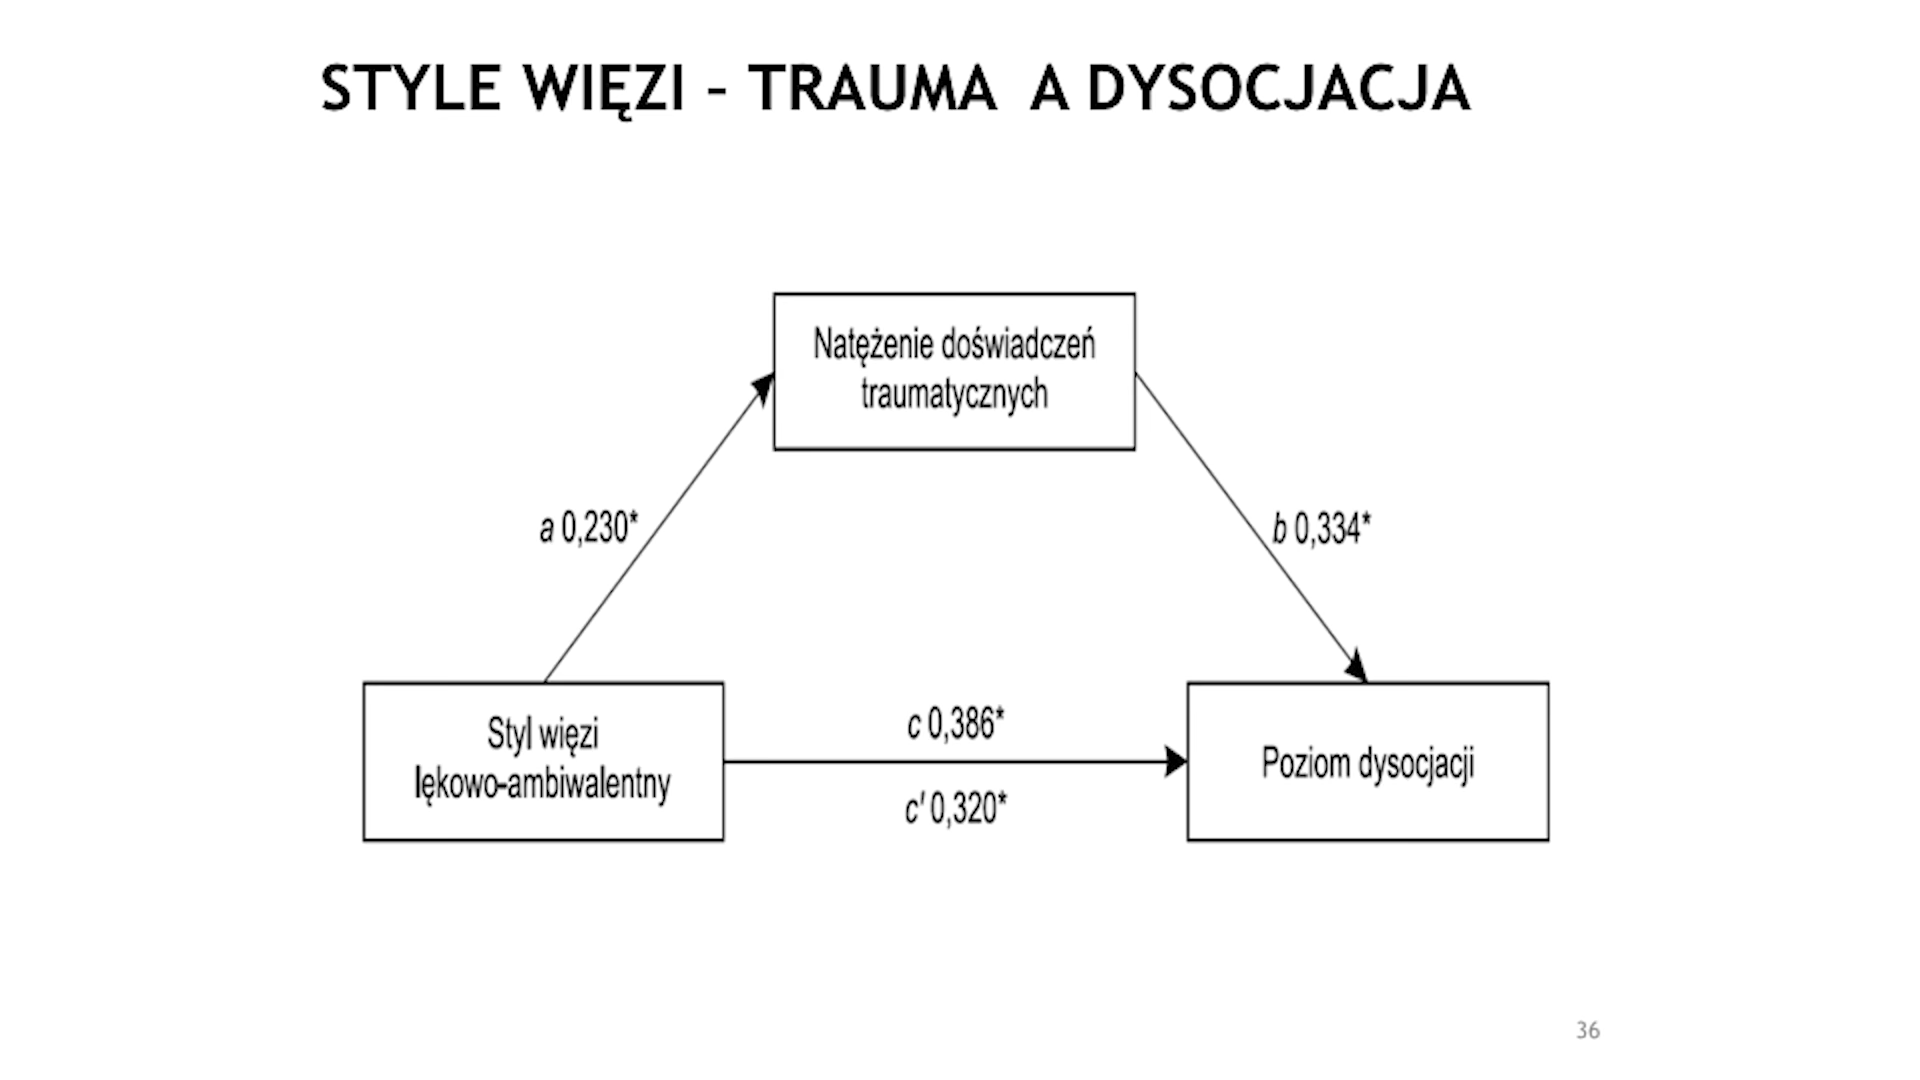 STYLE WIĘZI – TRAUMA A DYSOCJACJA
Natężenie doświadczeń
traumatycznych
a 0,230*
b 0,334*
Styl więzi
lękowo-ambiwalentny
c 0,386*
c′ 0,320*
Poziom dysocjacji
36